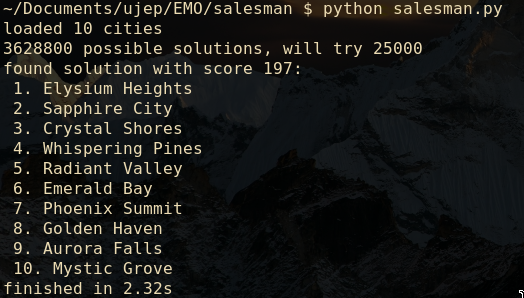 ~/Documents/ujep/EMO/salesman $ python salesman.py
loaded 10 cities
3628800 possible solutions, will try 25000
found solution with score 197:
 1. Elysium Heights
 2. Sapphire City
 3. Crystal Shores
 4. Whispering Pines
 5. Radiant Valley
 6. Emerald Bay
 7. Phoenix Summit
 8. Golden Haven
 9. Aurora Falls
 10. Mystic Grove
finished in 2.32s